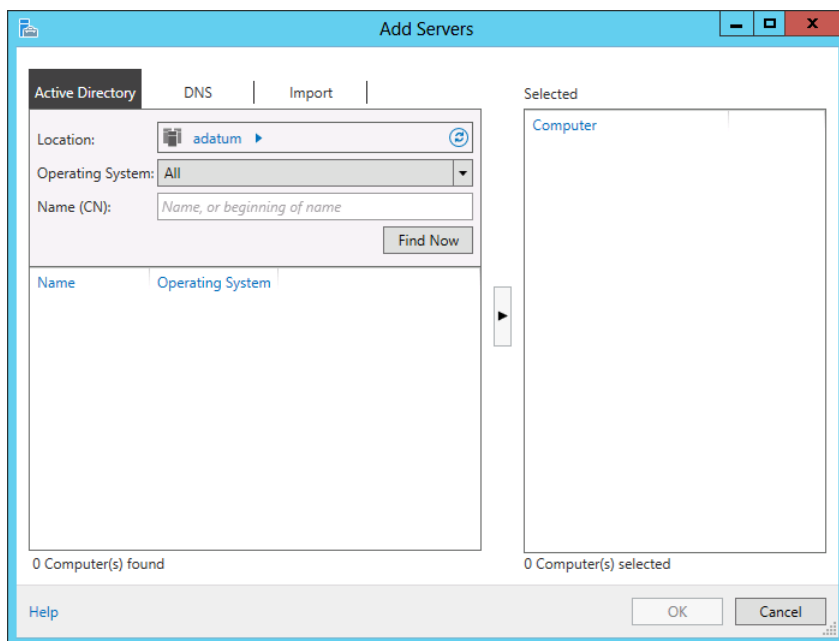 Add Servers
Active Directory
DNS
Import
Location:
adatum
Operating System:
All
Name (CN):
Name, or beginning of name
Find Now
Name
Operating System
0 Computer(s) found
Selected
Computer
0 Computer(s) selected
Help
OK
Cancel